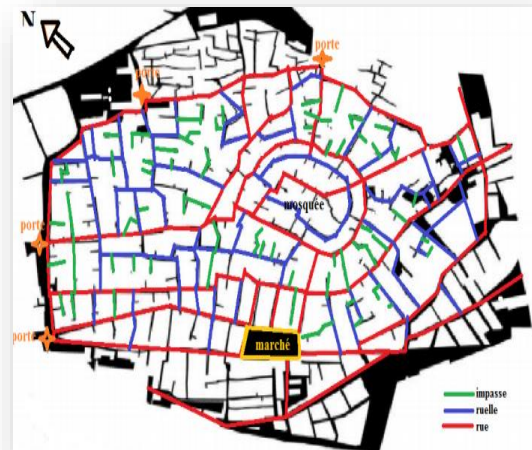 N
porte
porte
mosquée
porte
porte
marché
impasse
ruelle
rue